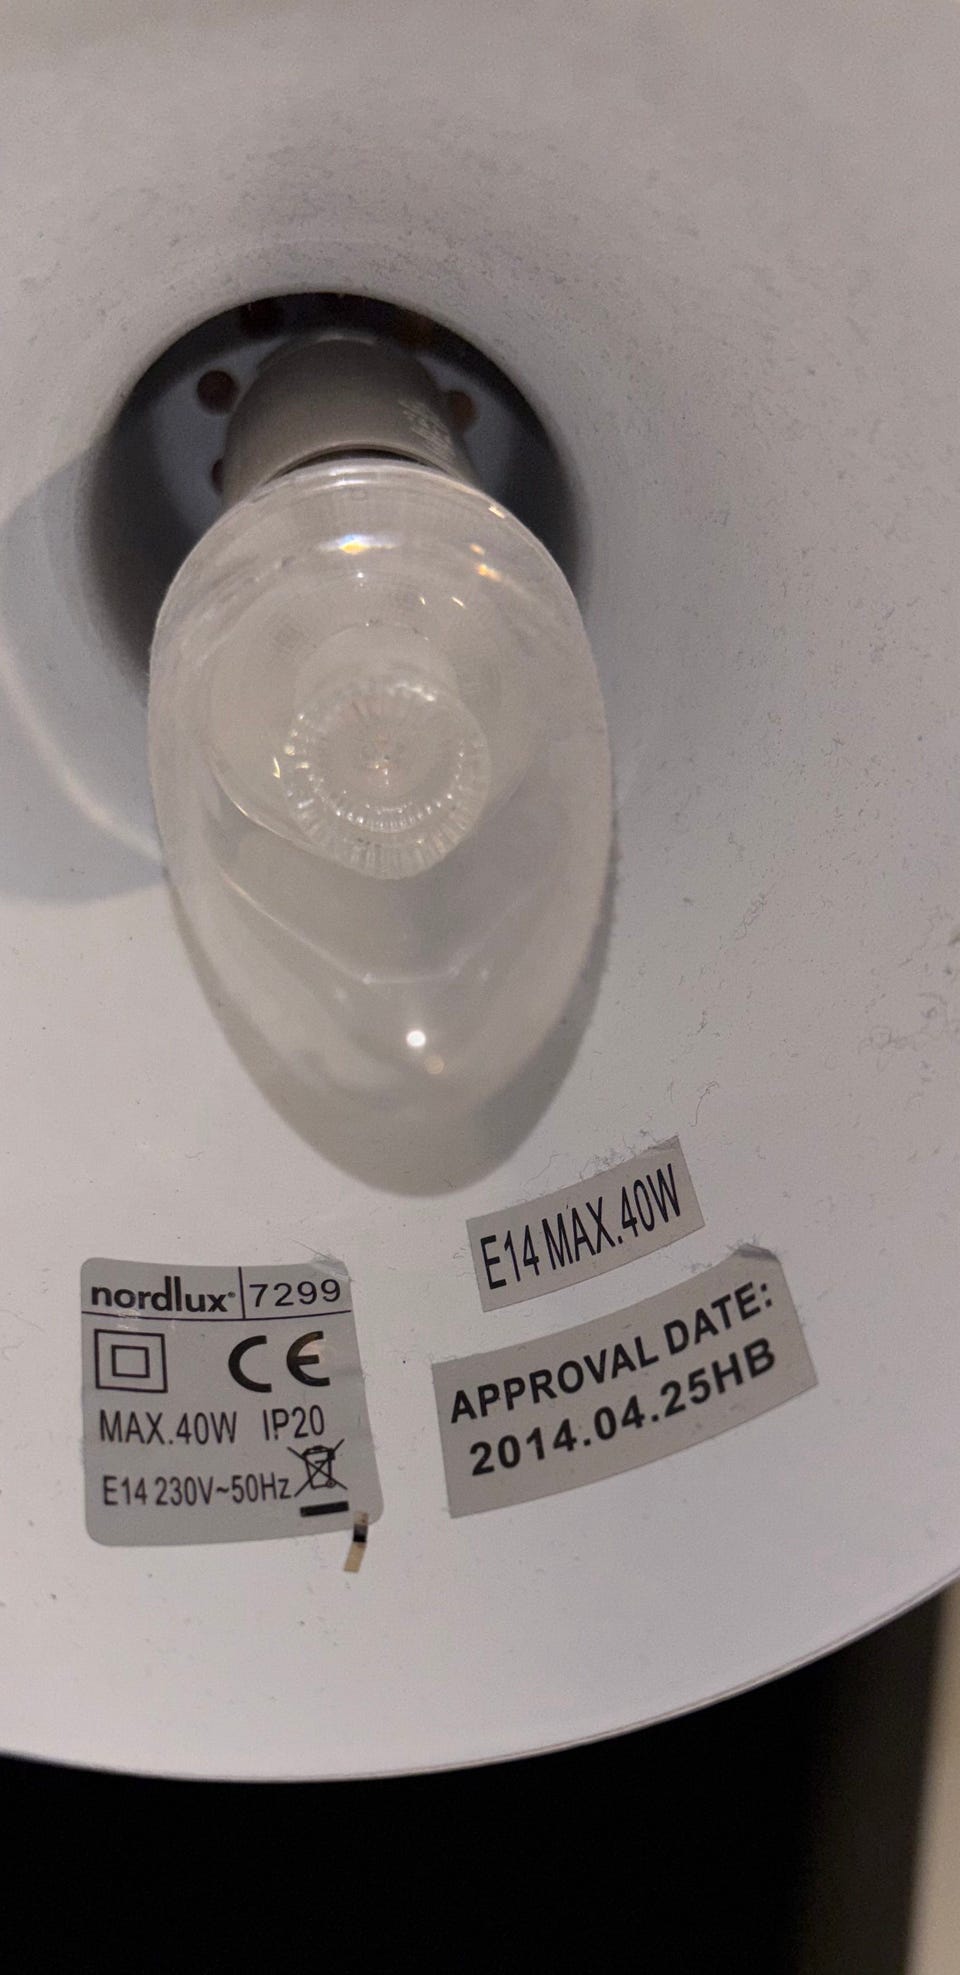 E14 MAX.40W
nordlux 7299
CE
MAX.40W IP20
E14 230V~50Hz
APPROVAL DATE:
2014.04.25HB